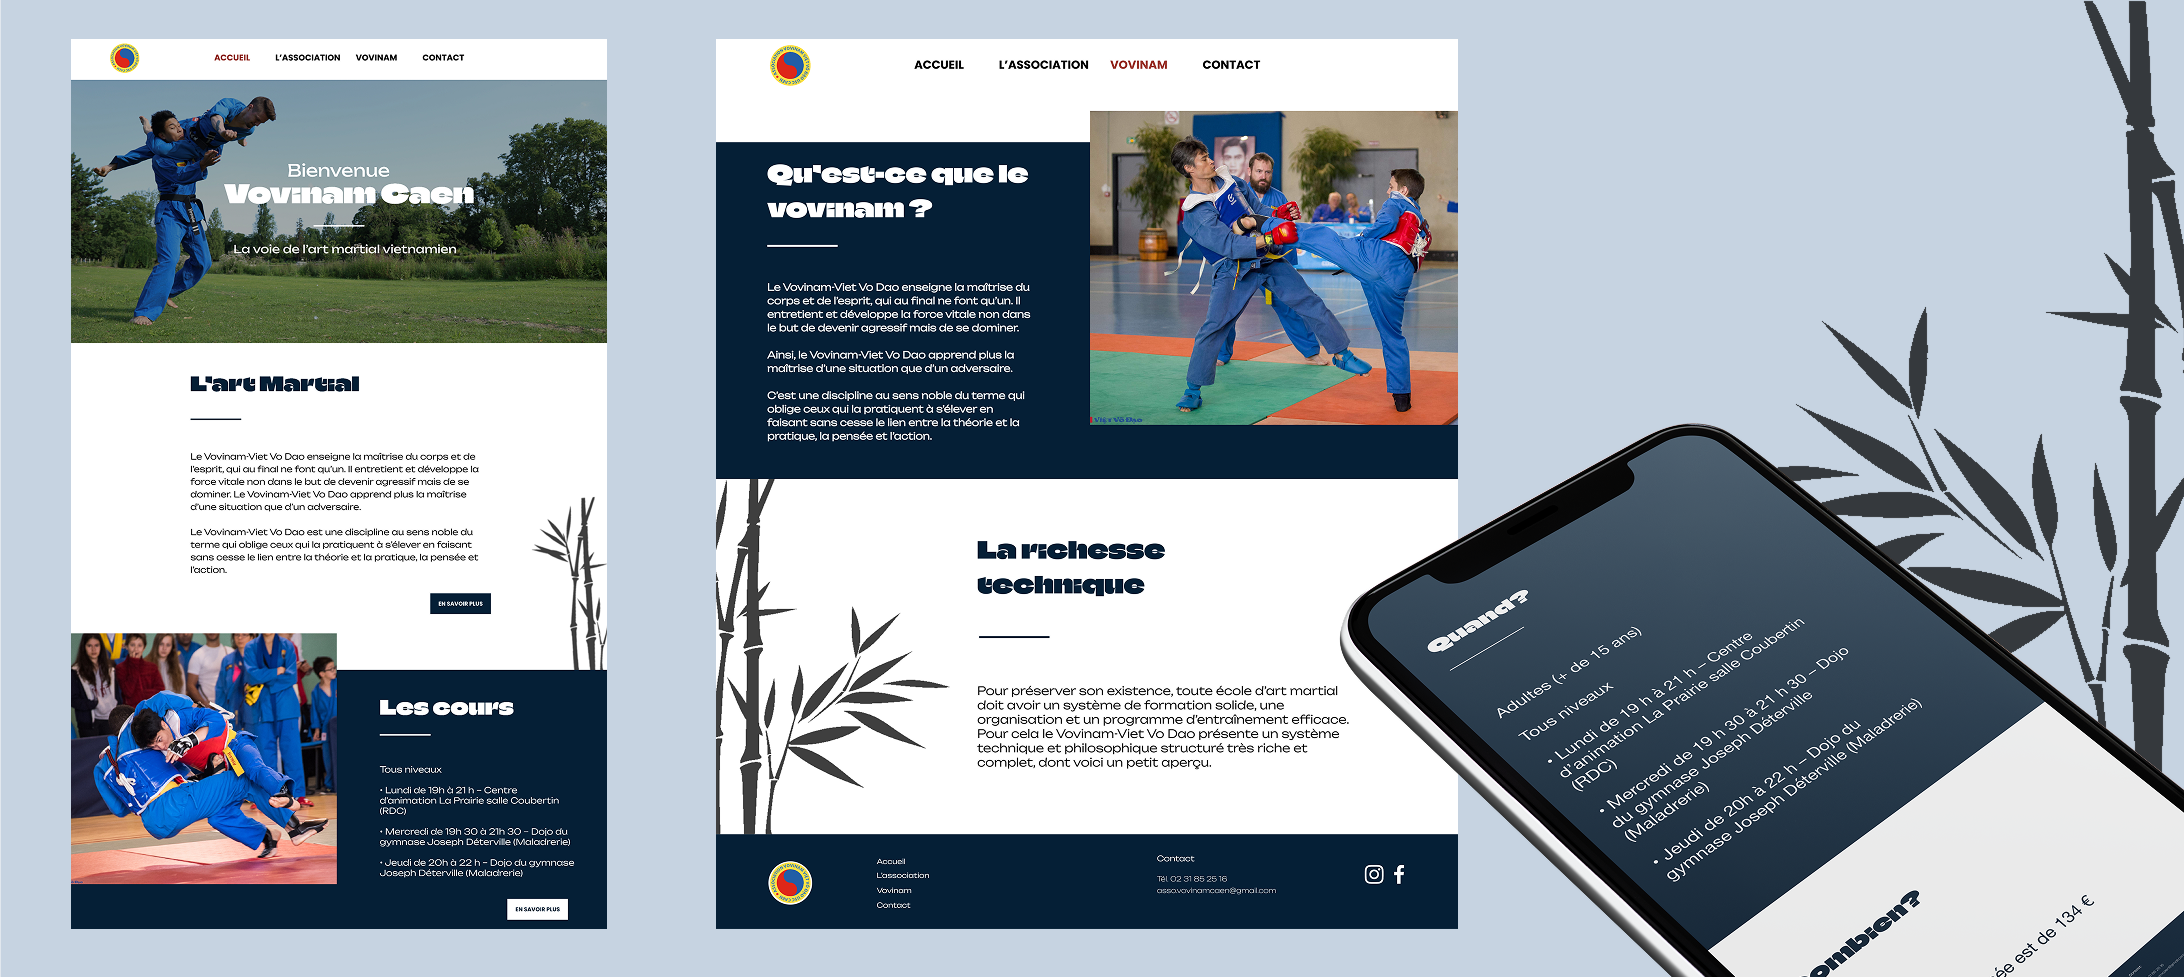 ACCUEIL
L'ASSOCIATION
VOVINAM
CONTACT
Bienvenue
Vovinam Caen
La voie de l'art martial vietnamien
L'art Martial
Le Vovinam-Viet Vo Dao enseigne la maîtrise du corps et de
l'esprit, qui au final ne font qu'un. Il entretient et développe la
force vitale non dans le but de devenir agressif mais de se
dominer. Le Vovinam-Viet Vo Dao apprend plus la maîtrise
d'une situation que d'un adversaire.
Le Vovinam-Viet Vo Dao est une discipline au sens noble du
terme qui oblige ceux qui la pratiquent à s'élever en faisant
sans cesse le lien entre la théorie et la pratique, la pensée et
l'action.
EN SAVOIR PLUS
Les cours
Tous niveaux
• Lundi de 19h à 21 h – Centre
d'animation La Prairie salle Coubertin
(RDC)
• Mercredi de 19h 30 à 21h 30 – Dojo du
gymnase Joseph Déterville (Maladrerie)
• Jeudi de 20h à 22 h – Dojo du gymnase
Joseph Déterville (Maladrerie)
EN SAVOIR PLUS
ACCUEIL
L'ASSOCIATION
VOVINAM
CONTACT
Qu'est-ce que le
vovinam ?
Le Vovinam-Viet Vo Dao enseigne la maîtrise du
corps et de l'esprit, qui au final ne font qu'un. Il
entretient et développe la force vitale non dans
le but de devenir agressif mais de se dominer.
Ainsi, le Vovinam-Viet Vo Dao apprend plus la
maîtrise d'une situation que d'un adversaire.
C'est une discipline au sens noble du terme qui
oblige ceux qui la pratiquent à s'élever en
faisant sans cesse le lien entre la théorie et la
pratique, la pensée et l'action.
VIET VÕ DAO
La richesse
technique
Pour préserver son existence, toute école d'art martial
doit avoir un système de formation solide, une
organisation et un programme d'entraînement efficace.
Pour cela le Vovinam-Viet Vo Dao présente un système
technique et philosophique structuré très riche et
complet, dont voici un petit aperçu.
Accueil
L'association
Vovinam
Contact
Contact
Tél. 02 31 85 25 16
asso.vovinamcaen@gmail.com
Quand?
Adultes (+ de 15 ans)
Tous niveaux
• Lundi de 19 h à 21 h – Centre
d'animation La Prairie salle Coubertin
(RDC)
• Mercredi de 19 h 30 à 21 h 30 – Dojo
du gymnase Joseph Déterville
(Maladrerie)
• Jeudi de 20h à 22 h – Dojo du
gymnase Joseph Déterville (Maladrerie)
ombien?
ée est de 134 €